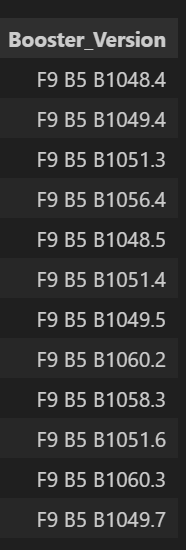 Booster_Version
F9 B5 B1048.4
F9 B5 B1049.4
F9 B5 B1051.3
F9 B5 B1056.4
F9 B5 B1048.5
F9 B5 B1051.4
F9 B5 B1049.5
F9 B5 B1060.2
F9 B5 B1058.3
F9 B5 B1051.6
F9 B5 B1060.3
F9 B5 B1049.7